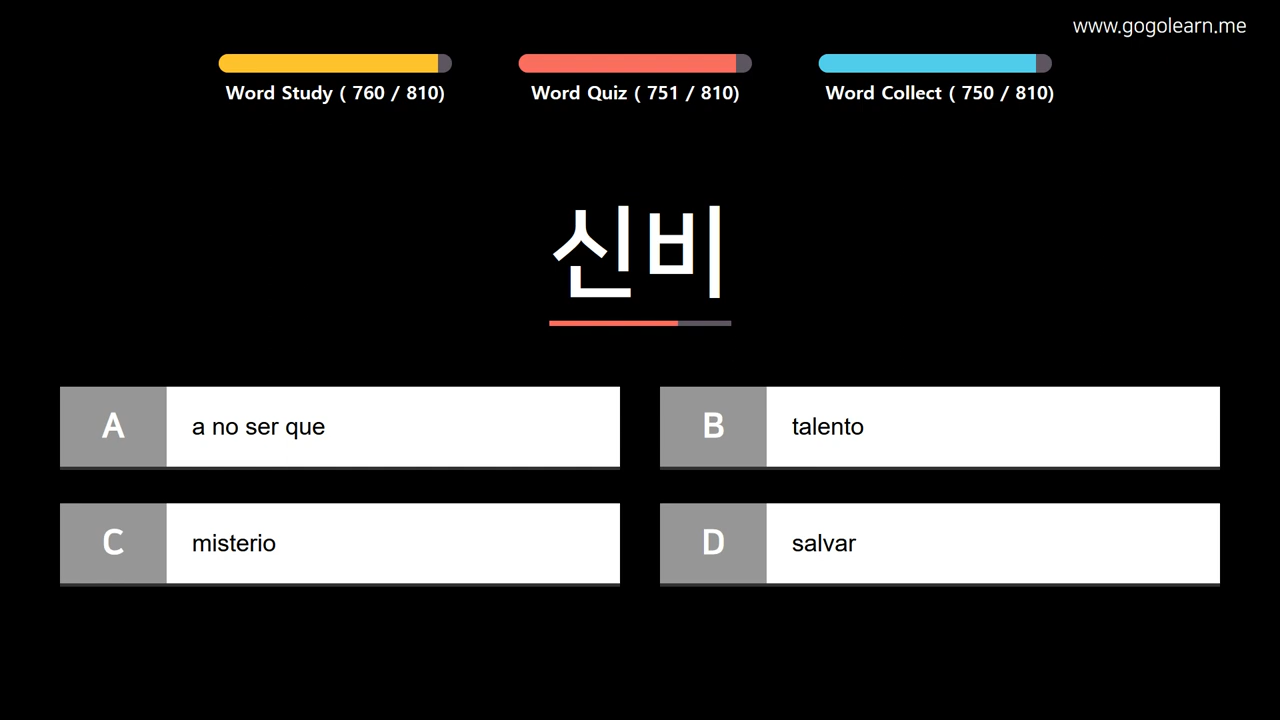 www.gogolearn.me
Word Study ( 760 / 810)
Word Quiz ( 751 / 810)
Word Collect ( 750 / 810)
신비
A a no ser que
B talento
C misterio
D salvar